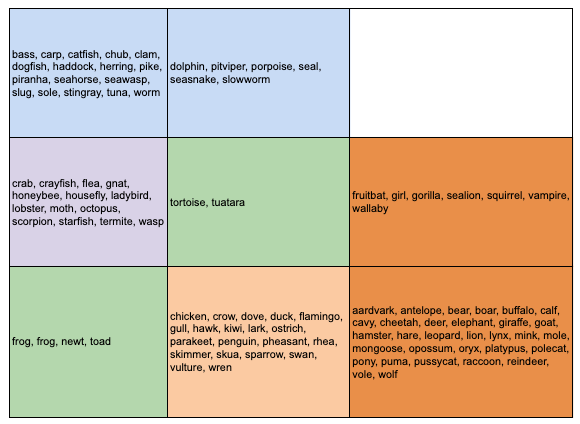 bass, carp, catfish, chub, clam,
dogfish, haddock, herring, pike,
piranha, seahorse, seawasp,
slug, sole, stingray, tuna, worm
dolphin, pitviper, porpoise, seal,
seasnake, slowworm
crab, crayfish, flea, gnat,
honeybee, housefly, ladybird,
lobster, moth, octopus,
scorpion, starfish, termite, wasp
tortoise, tuatara
fruitbat, girl, gorilla, sealion, squirrel, vampire,
wallaby
frog, frog, newt, toad
chicken, crow, dove, duck, flamingo,
gull, hawk, kiwi, lark, ostrich,
parakeet, penguin, pheasant, rhea,
skimmer, skua, sparrow, swan,
vulture, wren
aardvark, antelope, bear, boar, buffalo, calf,
cavy, cheetah, deer, elephant, giraffe, goat,
hamster, hare, leopard, lion, lynx, mink, mole,
mongoose, opossum, oryx, platypus, polecat,
pony, puma, pussycat, raccoon, reindeer,
vole, wolf